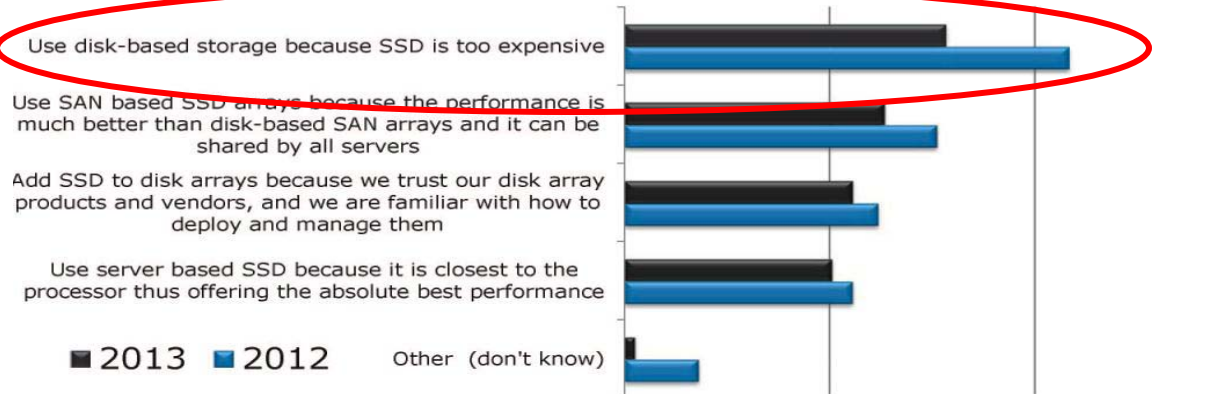 Use disk-based storage because SSD is too expensive
Use SAN based SSD arrays because the performance is
much better than disk-based SAN arrays and it can be
shared by all servers
Add SSD to disk arrays because we trust our disk array
products and vendors, and we are familiar with how to
deploy and manage them
Use server based SSD because it is closest to the
processor thus offering the absolute best performance
Other (don't know)
2013 2012